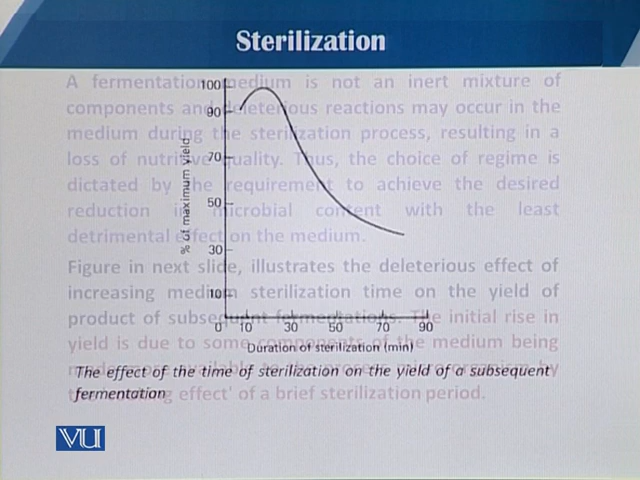 Sterilization
A fermentation medium is not an inert mixture of
components and deleterious reactions may occur in the
medium during the sterilization process, resulting in a
loss of nutritive quality. Thus, the choice of regime is
dictated by the requirement to achieve the desired
reduction in microbial content with the least
detrimental effect on the medium.
Figure in next slide, illustrates the deleterious effect of
increasing medium sterilization time on the yield of
product of subsequent fermentations. The initial rise in
yield is due to some components of the medium being
by
effect' of a brief sterilization period.
% of maximum yield
100
90
70
50
30
10
0 10 30 50 70 90
Duration of sterilization (min)
The effect of the time of sterilization on the yield of a subsequent
fermentation
VU